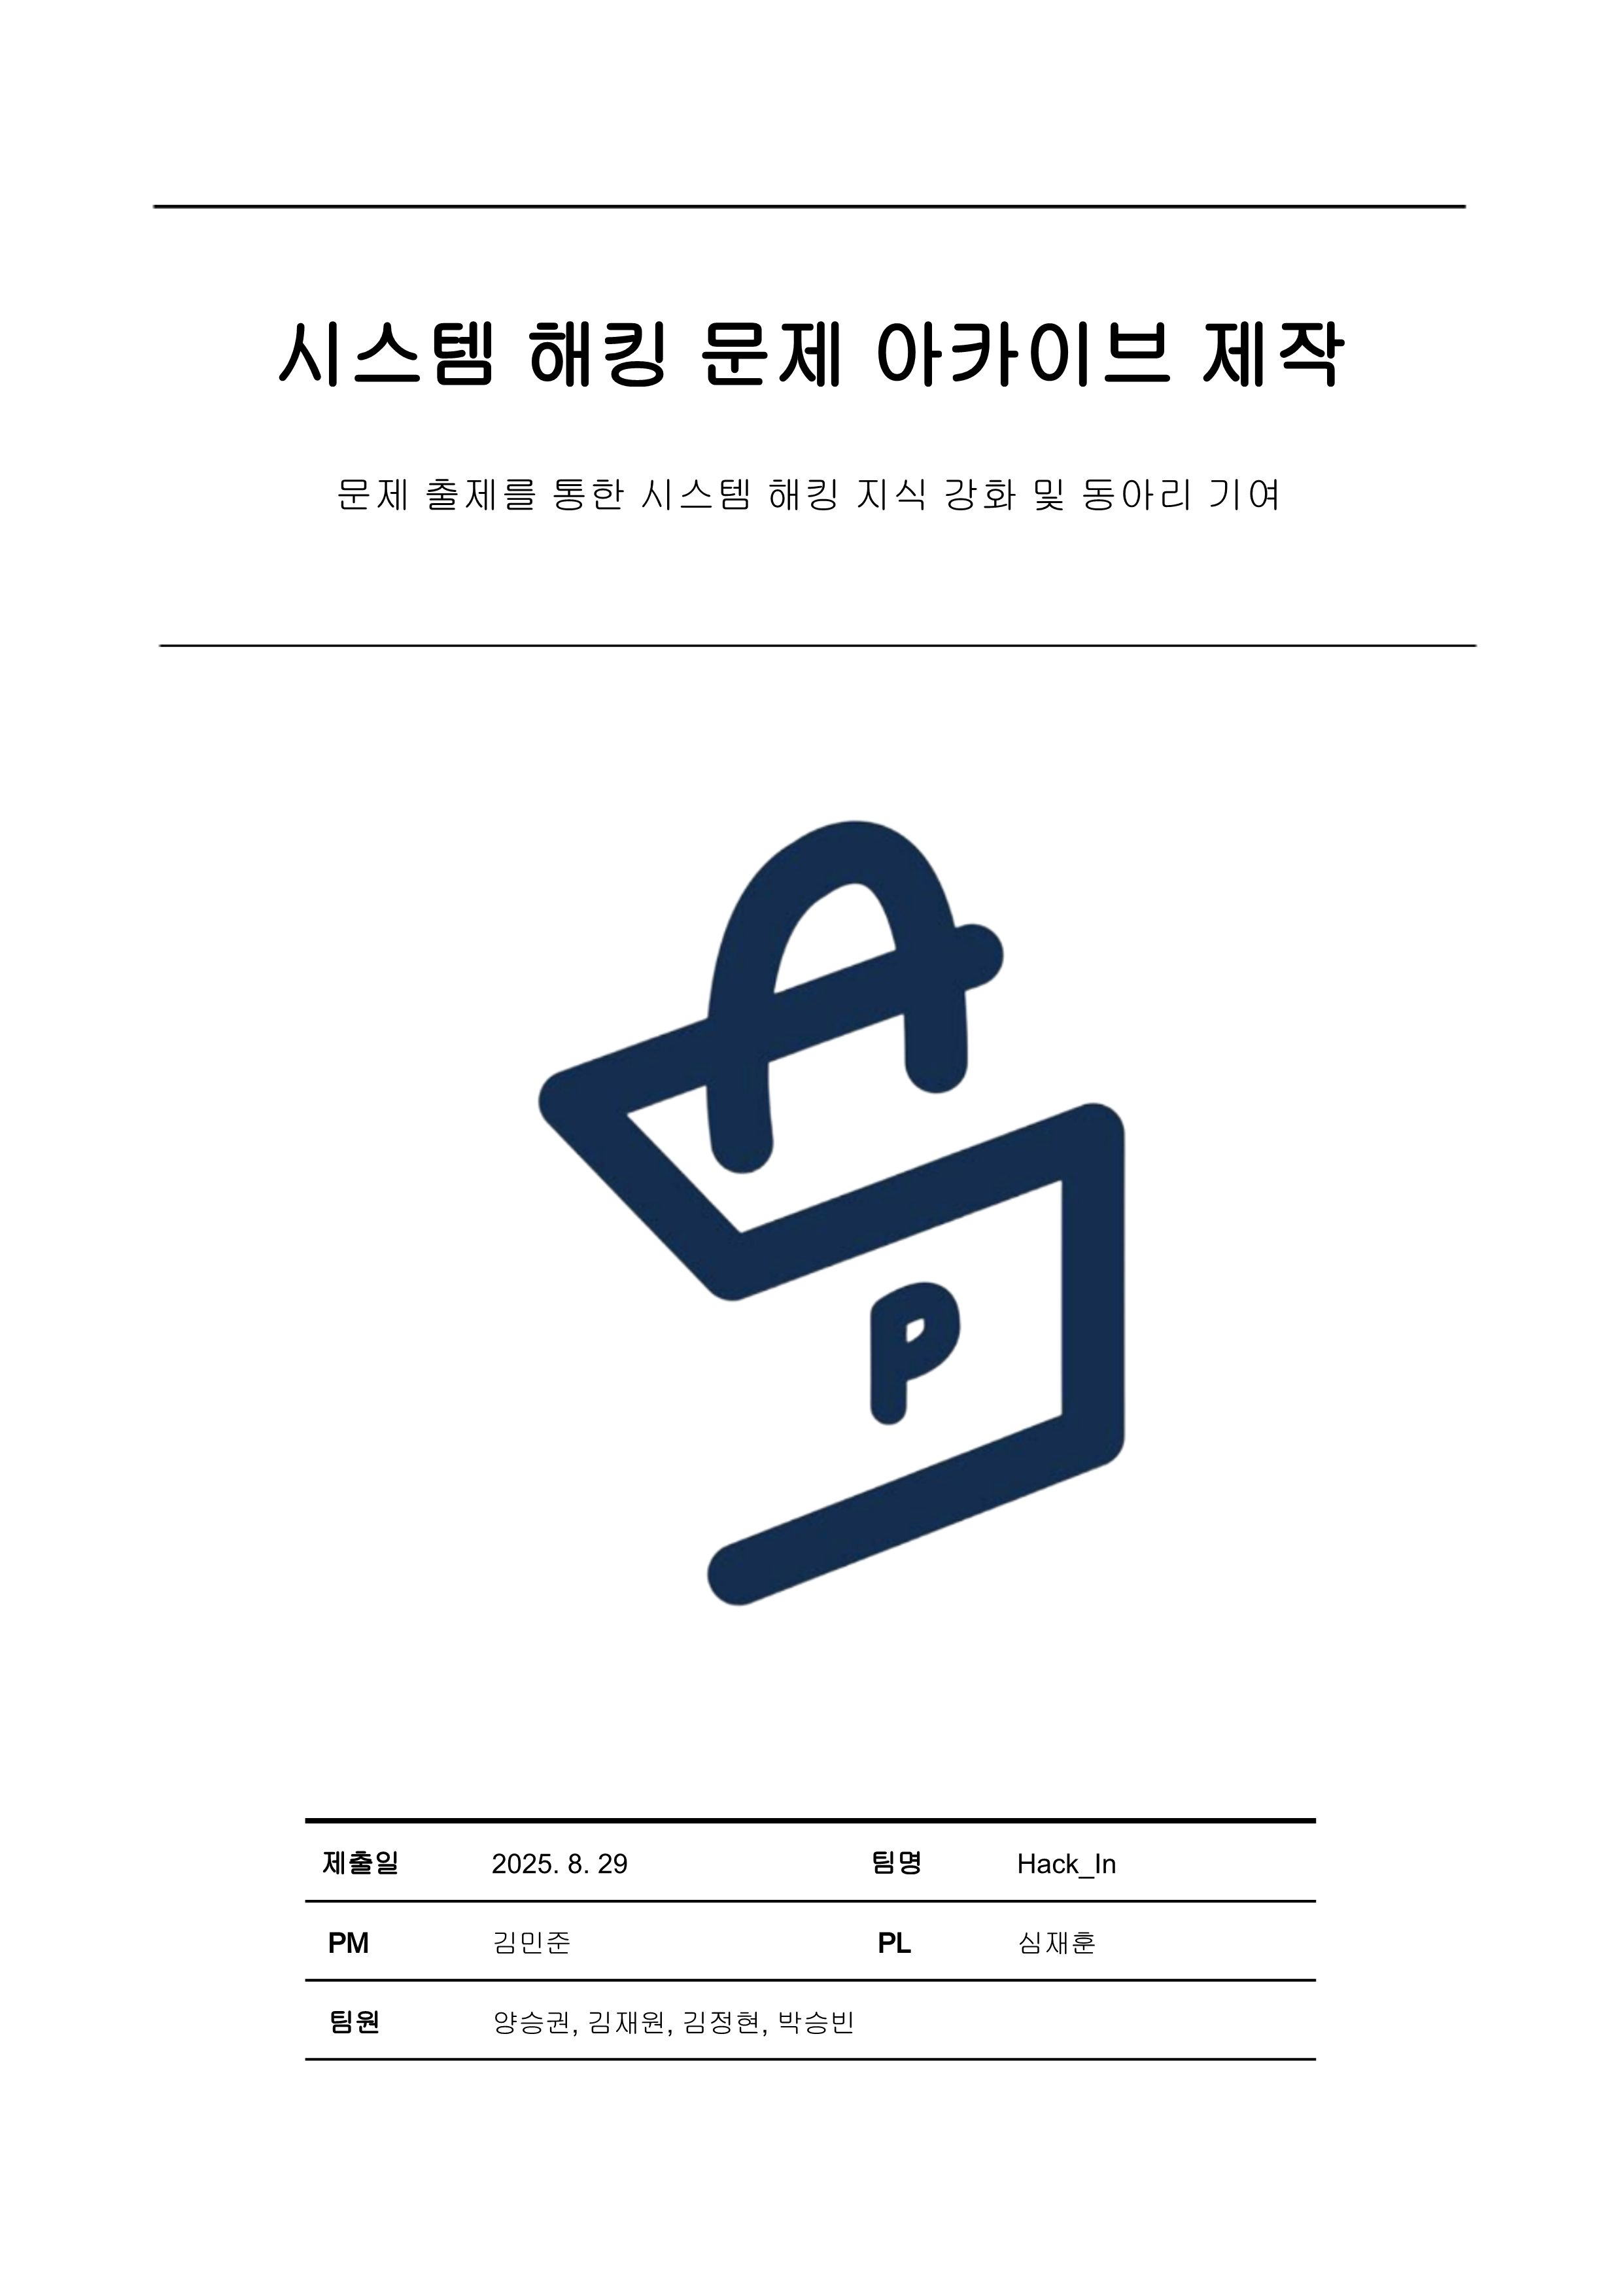 시스템 해킹 문제 아카이브 제작
문제 출제를 통한 시스템 해킹 지식 강화 및 동아리 기여
A
P
제출일 2025. 8. 29 팀명 Hack_In
PM 김민준 PL 심재훈
팀원 양승권, 김재원, 김정현, 박승빈